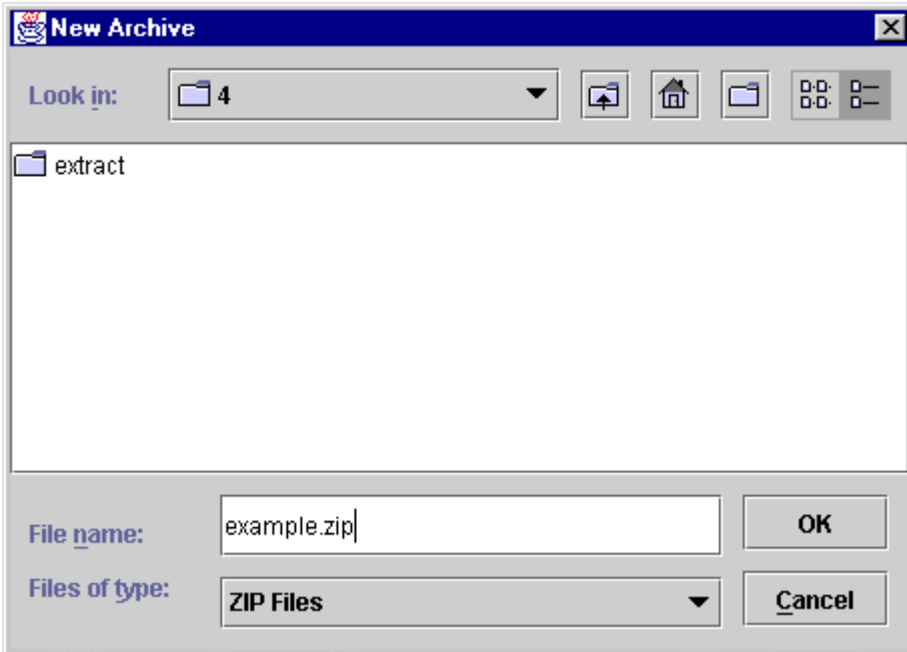 New Archive
Look in: 4
extract
File name: example.zip OK
Files of type: ZIP Files Cancel